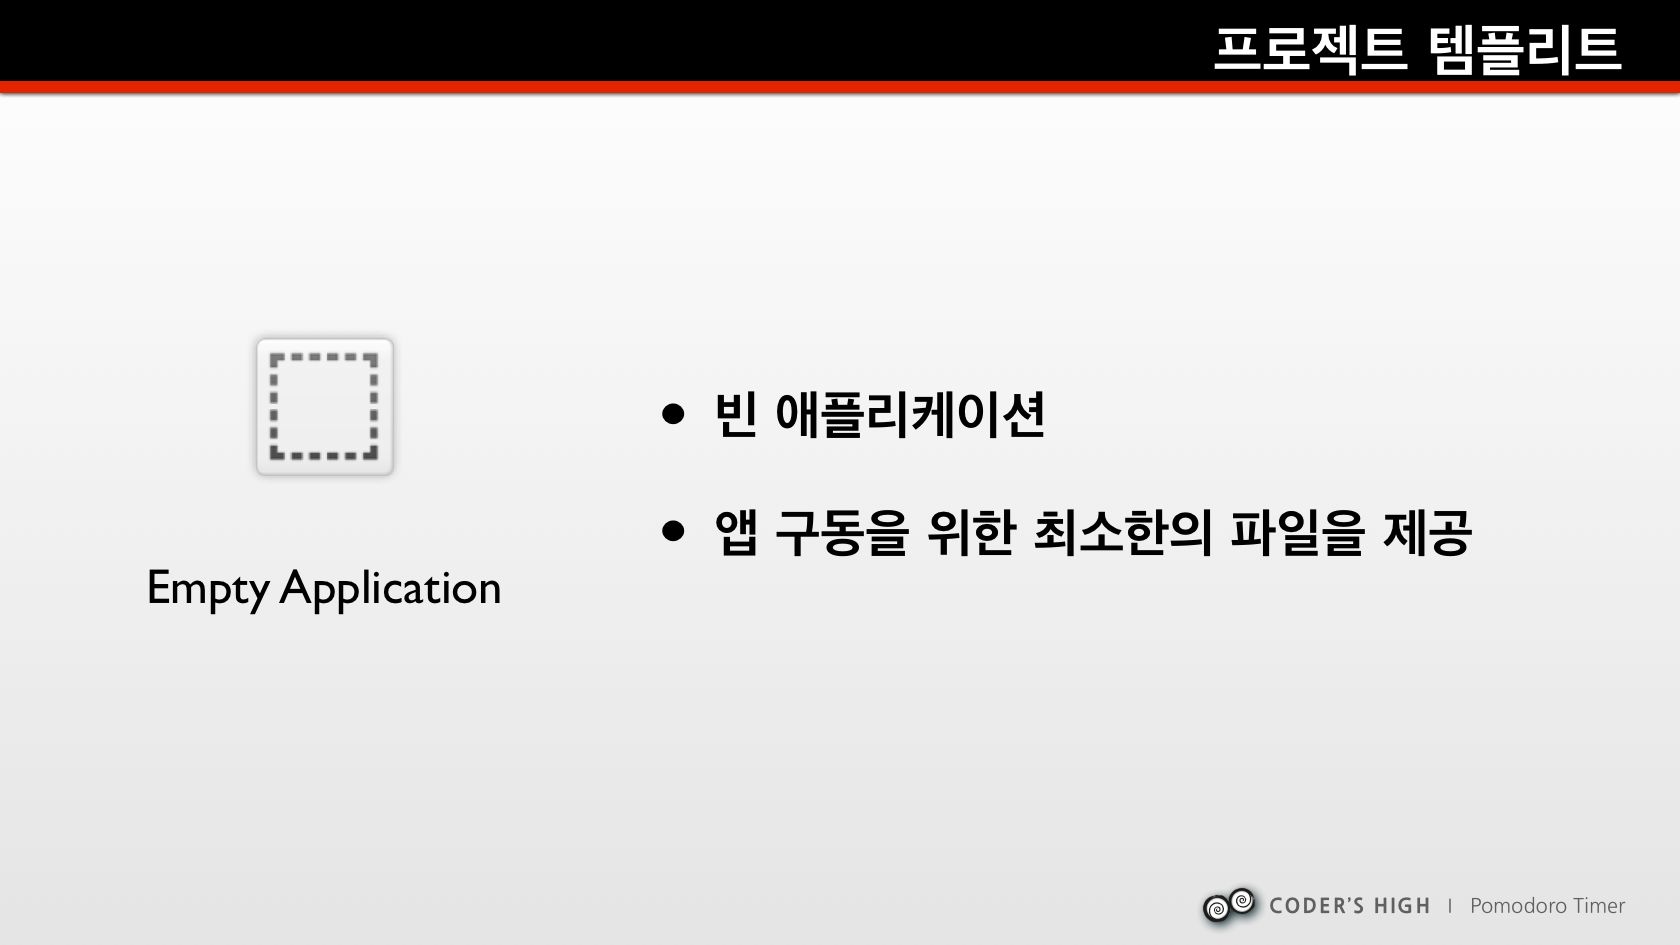 프로젝트 템플리트
Empty Application
• 빈 애플리케이션
• 앱 구동을 위한 최소한의 파일을 제공
CODER'S HIGH | Pomodoro Timer